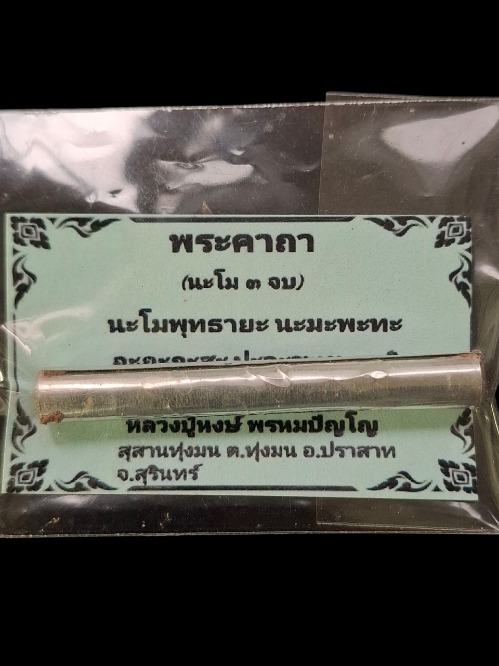 พระคาถา
(นะโม ๓ จบ)
นะโมพุทธายะ นะมะพะทะ
หลวงปู่หงษ์ พรหมปัญโญ
สุสานทุ่งมน ต.ทุ่งมน อ.ปราสาท
จ.สุรินทร์